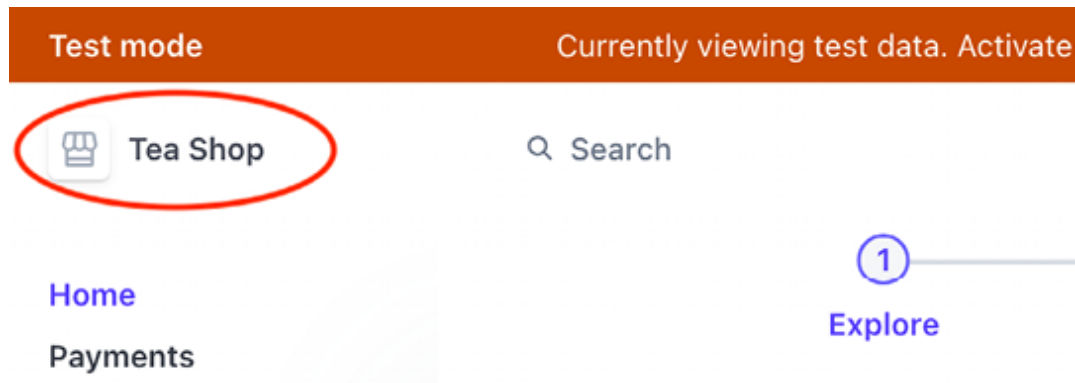 Test mode
Currently viewing test data. Activate
Tea Shop
Search
1
Explore
Home
Payments